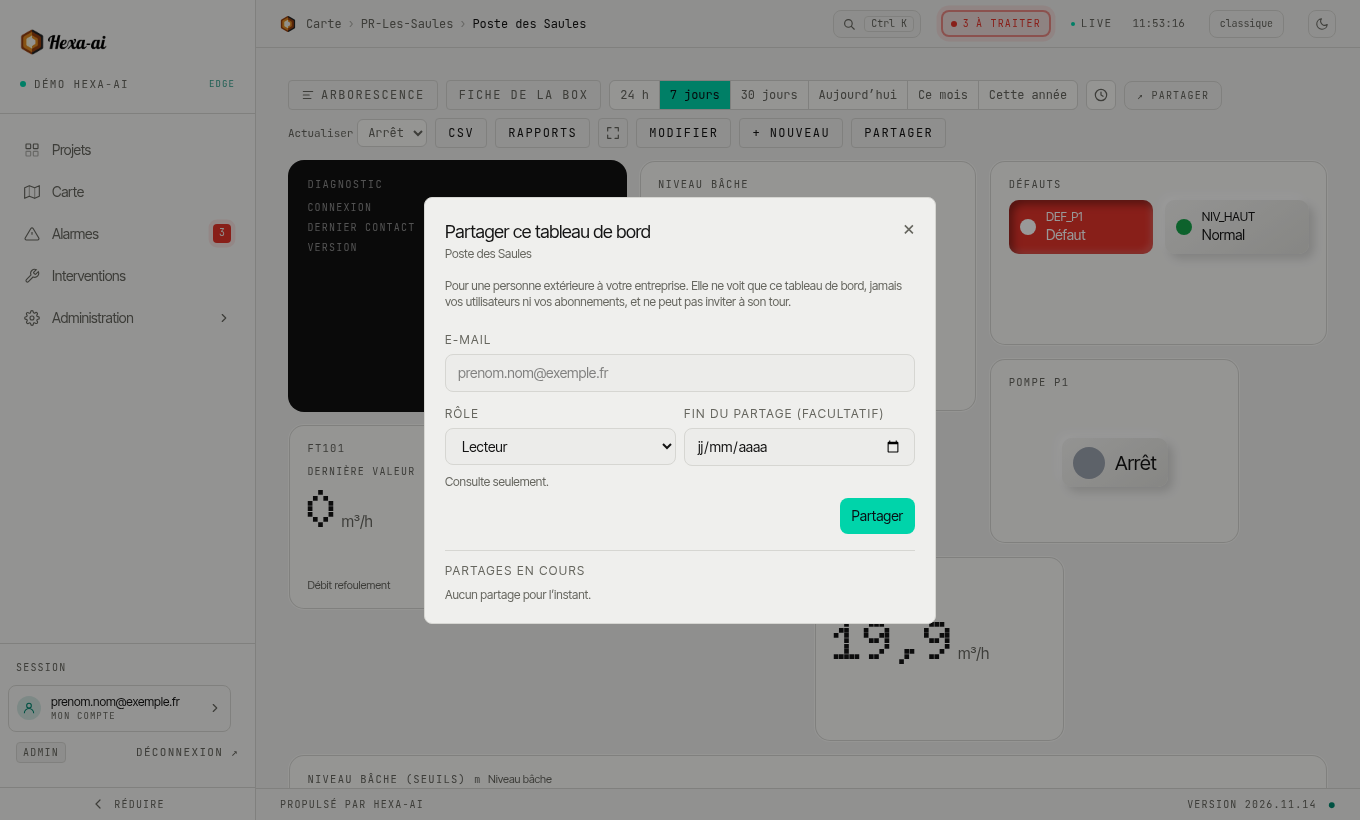 Hexa-ai
DÉMO HEXA-AI
EDGE
Projets
Carte
Alarmes
3
Interventions
Administration
SESSION
prenom.nom@exemple.fr
MON COMPTE
ADMIN
DÉCONNEXION ↗
RÉDUIRE
Carte › PR-Les-Saules › Poste des Saules
Ctrl K
3 À TRAITER
LIVE
11:53:16
classique
ARBORESCENCE
FICHE DE LA BOX
24 h
7 jours
30 jours
Aujourd’hui
Ce mois
Cette année
↗ PARTAGER
Actualiser
Arrêt
CSV
RAPPORTS
MODIFIER
+ NOUVEAU
PARTAGER
DIAGNOSTIC
CONNEXION
DERNIER CONTACT
VERSION
NIVEAU BÂCHE
DÉFAUTS
DEF_P1
Défaut
NIV_HAUT
Normal
POMPE P1
Arrêt
FT101
DERNIÈRE VALEUR
0 m³/h
Débit refoulement
19,9 m³/h
NIVEAU BÂCHE (SEUILS) m Niveau bâche
Partager ce tableau de bord
×
Poste des Saules
Pour une personne extérieure à votre entreprise. Elle ne voit que ce tableau de bord, jamais
vos utilisateurs ni vos abonnements, et ne peut pas inviter à son tour.
E-MAIL
prenom.nom@exemple.fr
RÔLE
FIN DU PARTAGE (FACULTATIF)
Lecteur
jj/mm/aaaa
Consulte seulement.
Partager
PARTAGES EN COURS
Aucun partage pour l’instant.
PROPULSÉ PAR HEXA-AI
VERSION 2026.11.14